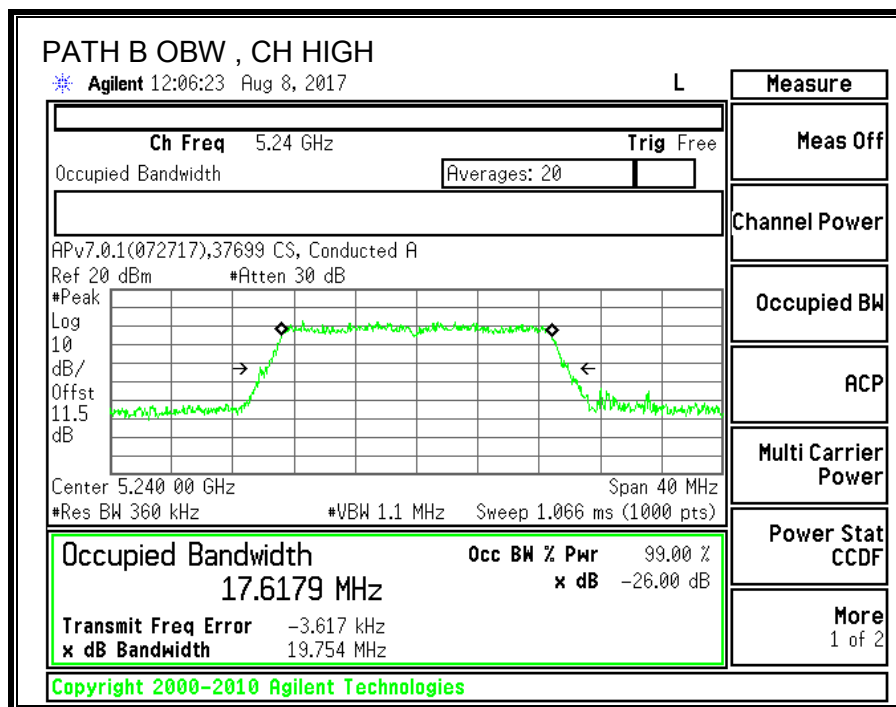 PATH B OBW , CH HIGH
Agilent 12:06:23 Aug 8, 2017 L
Ch Freq 5.24 GHz Trig Free
Occupied Bandwidth Averages: 20
APv7.0.1(072717),37699 CS, Conducted A
Ref 20 dBm #Atten 30 dB
#Peak
Log
10
dB/
Offst
11.5
dB
Center 5.240 00 GHz Span 40 MHz
#Res BW 360 kHz #VBW 1.1 MHz Sweep 1.066 ms (1000 pts)
Occupied Bandwidth Occ BW % Pwr 99.00 %
17.6179 MHz x dB -26.00 dB
Transmit Freq Error -3.617 kHz
x dB Bandwidth 19.754 MHz
Copyright 2000-2010 Agilent Technologies
Measure
Meas Off
Channel Power
Occupied BW
ACP
Multi Carrier
Power
Power Stat
CCDF
More
1 of 2